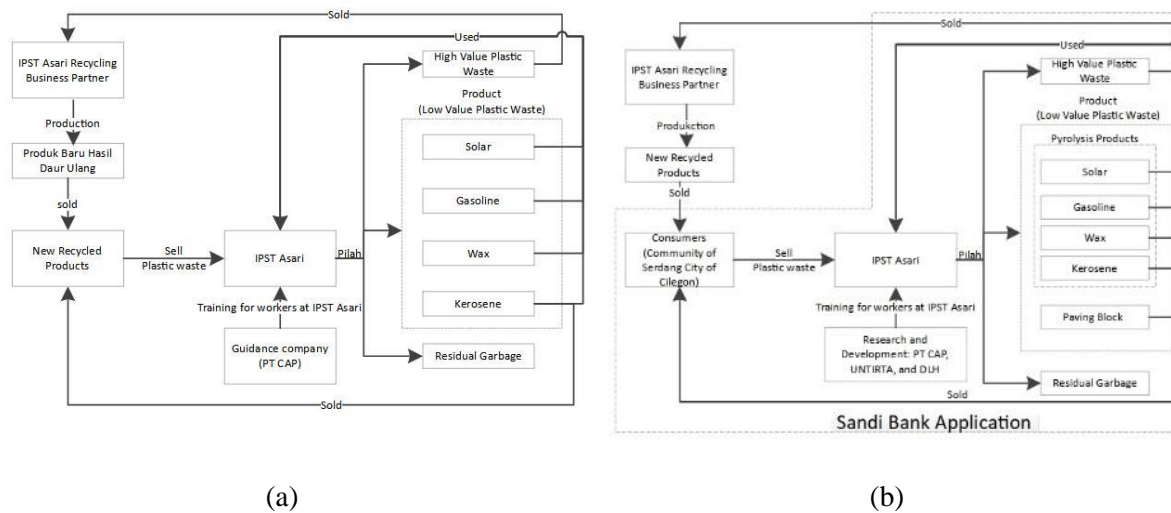 Sold
Used
IPST Asari Recycling
Business Partner
High Value Plastic
Waste
Product
(Low Value Plastic Waste)
Production
Produk Baru Hasil
Daur Ulang
Solar
sold
Gasoline
New Recycled
Products
Sell
Plastic waste
IPST Asari
Pilah
Wax
Training for workers at IPST Asari
Kerosene
Guidance company
(PT CAP)
Residual Garbage
Sold
(a)
Sold
Used
IPST Asari Recycling
Business Partner
High Value Plastic
Waste
Product
(Low Value Plastic Waste)
Produkction
Pyrolysis Products
New Recycled
Products
Solar
Sold
Gasoline
Consumers
(Community of
Serdang City of
Cilegon)
Sell
Plastic waste
IPST Asari
Pilah
Wax
Kerosene
Training for workers at IPST Asari
Paving Block
Research and
Development: PT CAP,
UNTIRTA, and DLH
Residual Garbage
Sold
Sandi Bank Application
(b)